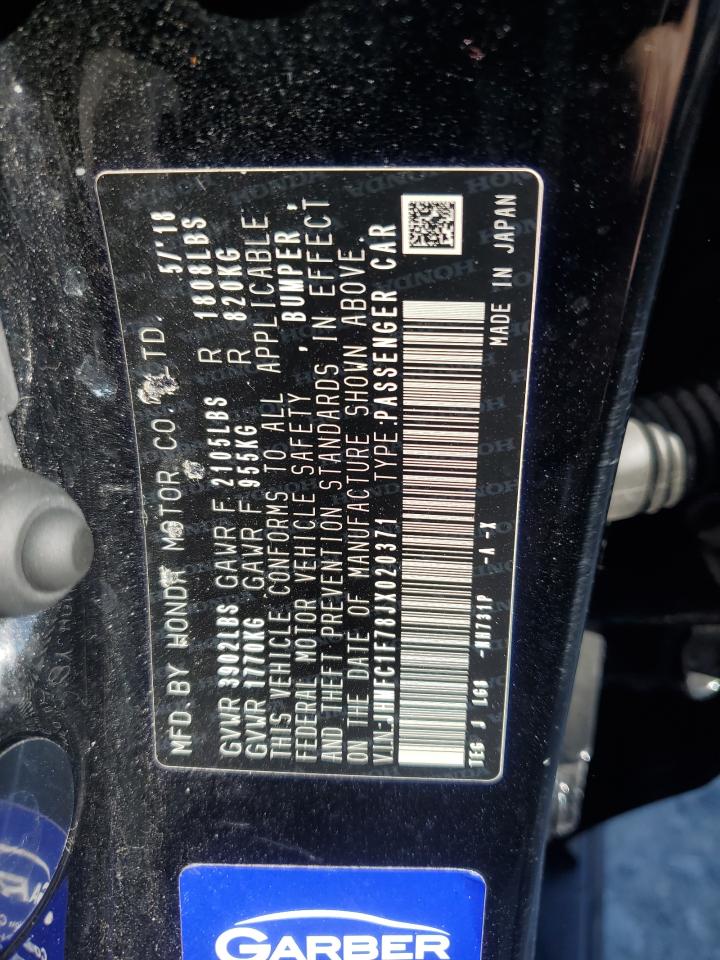 MFD. BY HONDA MOTOR CO., LTD. 5/'18
GVWR 3902LBS GAWR F 2105LBS R 1808LBS
GVWR 1770KG GAWR F 955KG R 820KG
THIS VEHICLE CONFORMS TO ALL APPLICABLE
FEDERAL MOTOR VEHICLE SAFETY , BUMPER ,
AND THEFT PREVENTION STANDARDS IN EFFECT
ON THE DATE OF MANUFACTURE SHOWN ABOVE.
V.I.N.:JHMFC1F78JX020371 TYPE:PASSENGER CAR
-NH731P -A -X
MADE IN JAPAN
GARBER